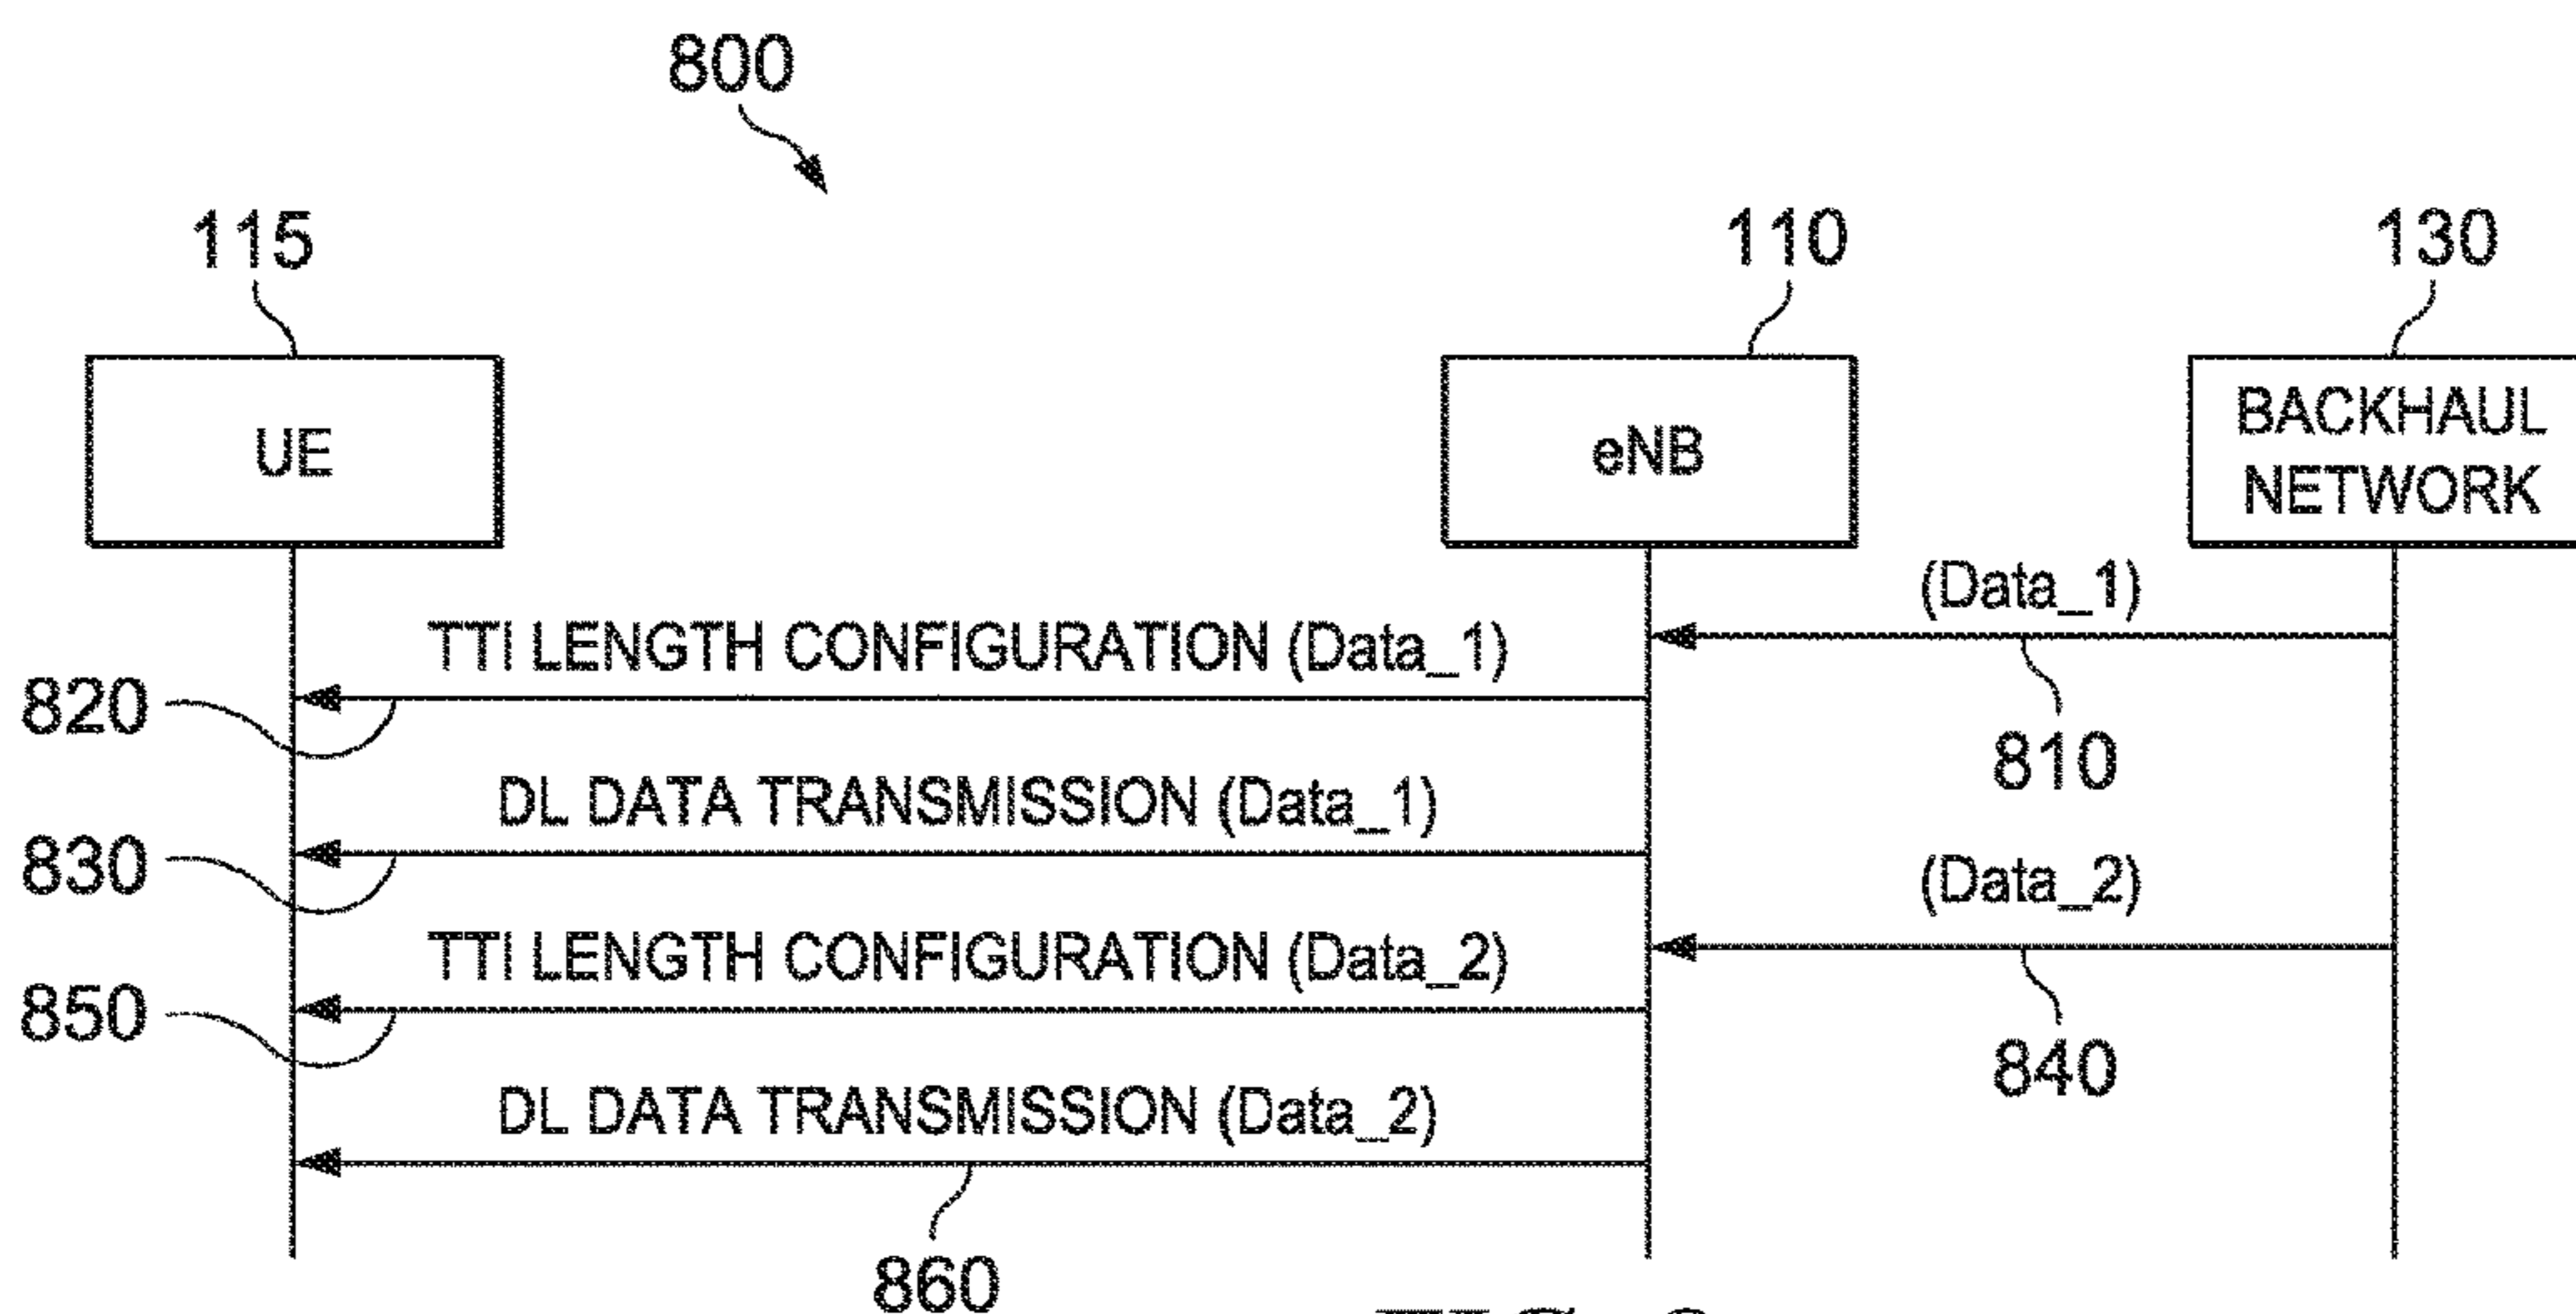 800
115
110
130
UE
eNB
BACKHAUL
NETWORK
(Data_1)
TTI LENGTH CONFIGURATION (Data_1)
820
810
DL DATA TRANSMISSION (Data_1)
830
(Data_2)
TTI LENGTH CONFIGURATION (Data_2)
850
840
DL DATA TRANSMISSION (Data_2)
860